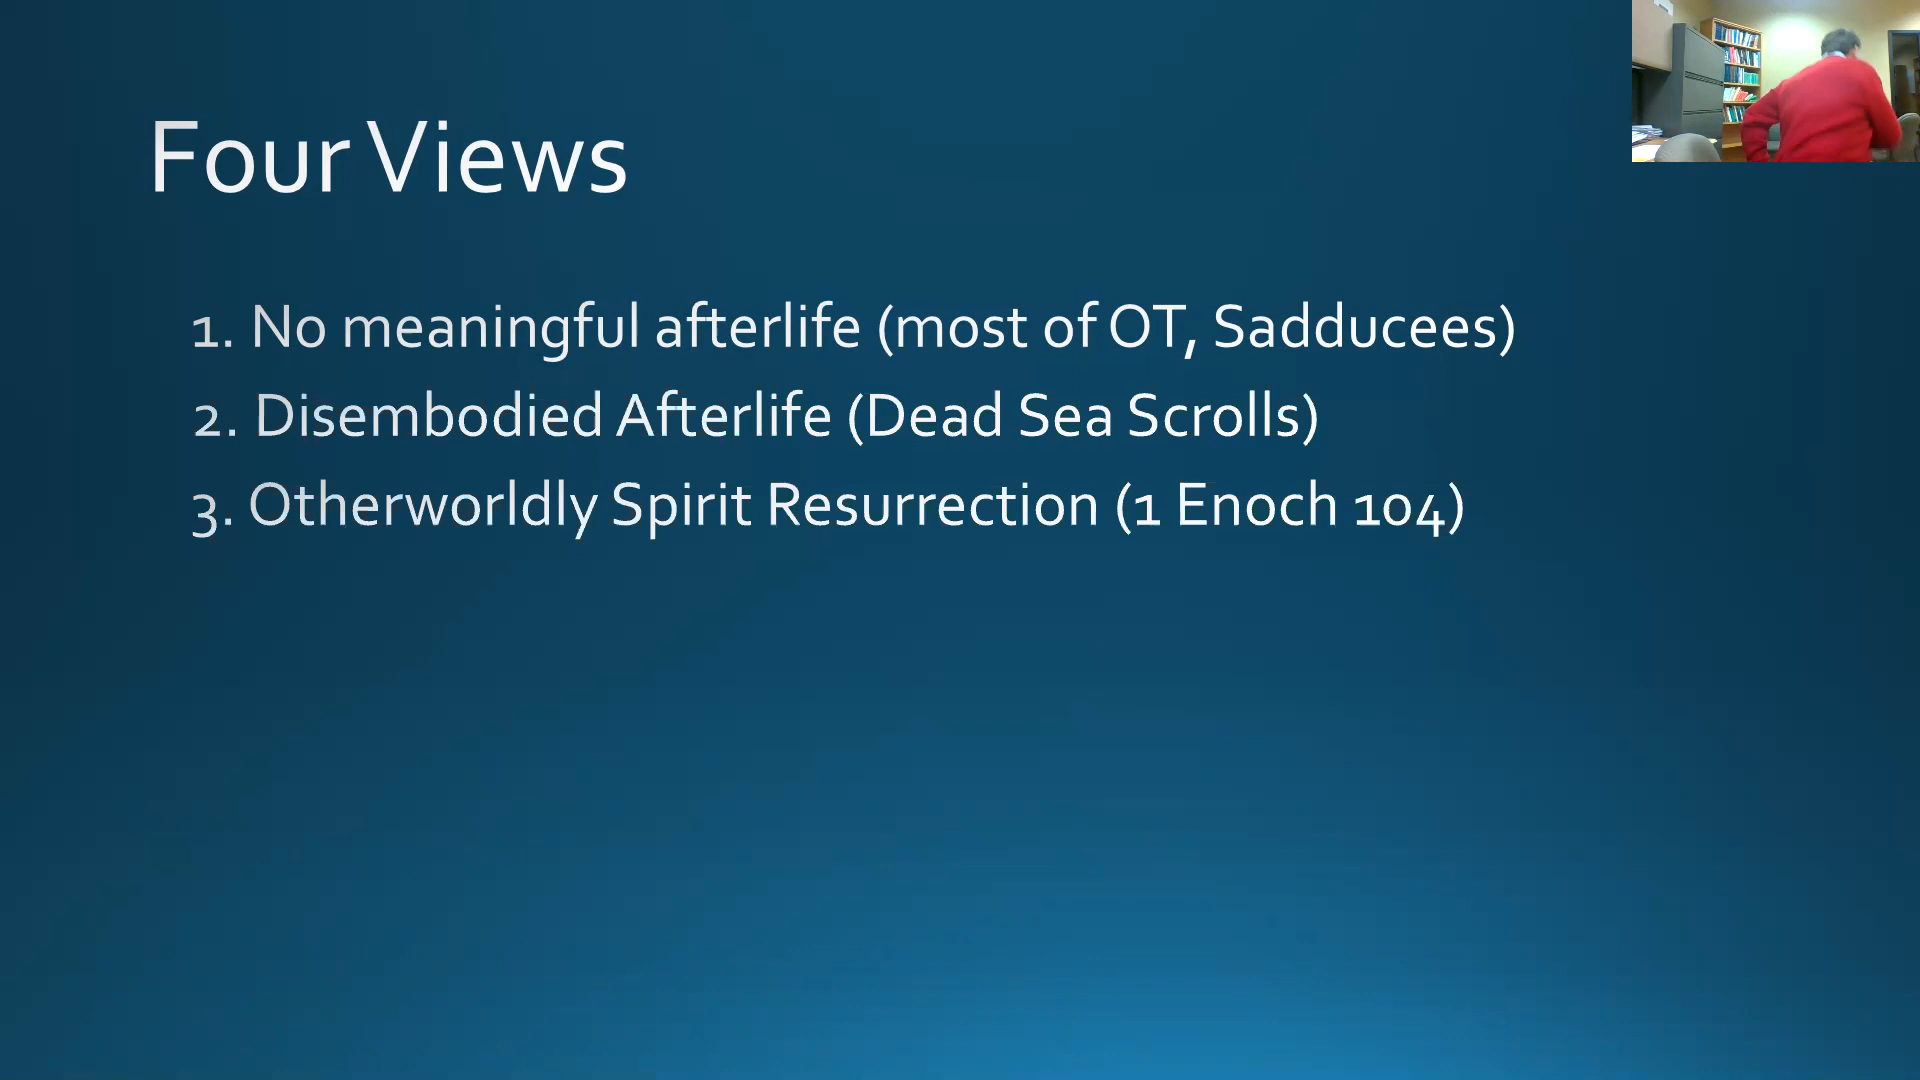 Four Views
1. No meaningful afterlife (most of OT, Sadducees)
2. Disembodied Afterlife (Dead Sea Scrolls)
3. Otherworldly Spirit Resurrection (1 Enoch 104)